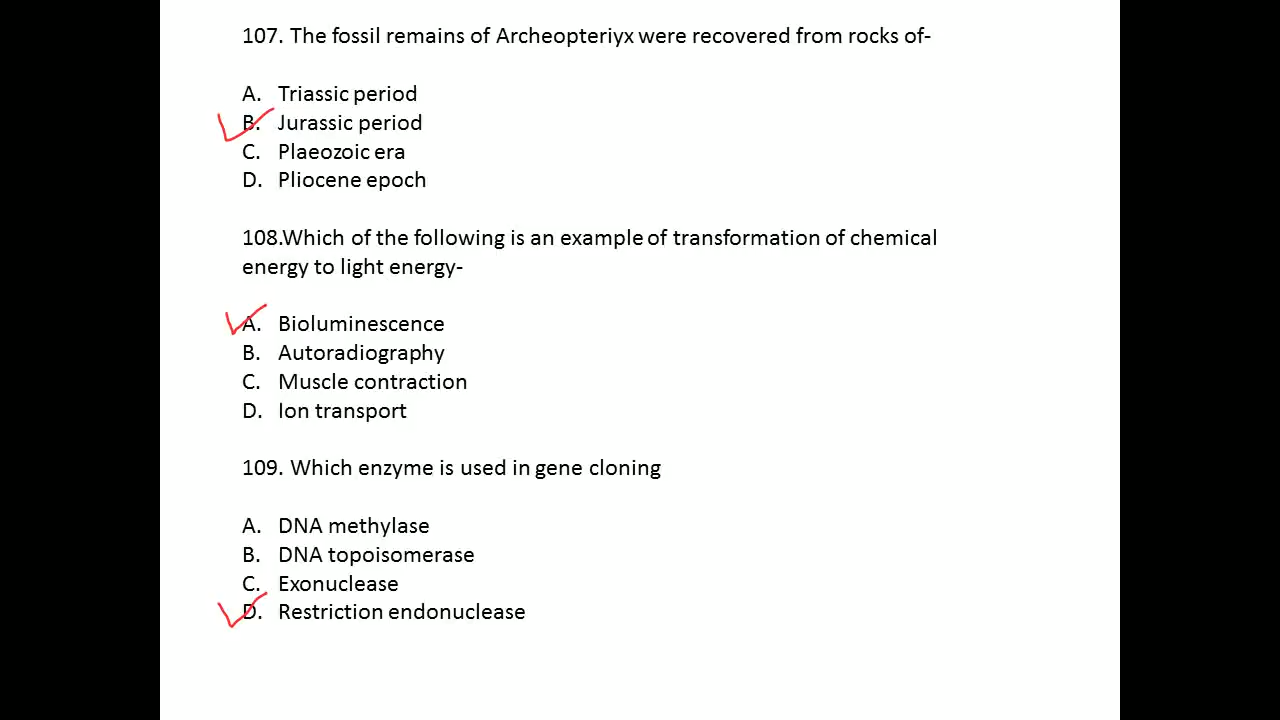 107. The fossil remains of Archeopteriyx were recovered from rocks of-
A. Triassic period
B. Jurassic period
C. Plaeozoic era
D. Pliocene epoch
108.Which of the following is an example of transformation of chemical
energy to light energy-
A. Bioluminescence
B. Autoradiography
C. Muscle contraction
D. Ion transport
109. Which enzyme is used in gene cloning
A. DNA methylase
B. DNA topoisomerase
C. Exonuclease
D. Restriction endonuclease